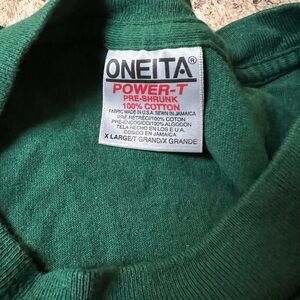 ONEITA®
POWER-T
PRE-SHRUNK
100% COTTON
FABRIC MADE IN U.S.A. SEWN IN JAMAICA
PRE-RETRECI/100% COTON
PRE-ENCOGIDO/100% ALGODON
TELA HECHO EN LOS E.U.A.
COSIDO EN JAMAICA
X LARGE/T GRAND/X GRANDE